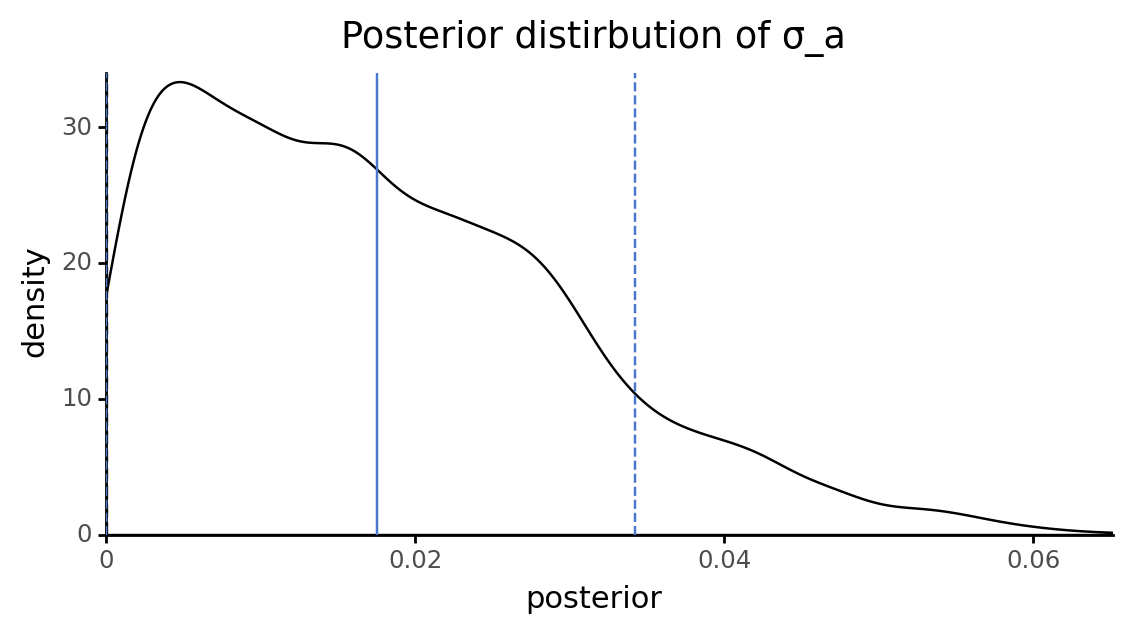 Posterior distirbution of σ_a
density
30
20
10
0
0 0.02 0.04 0.06
posterior